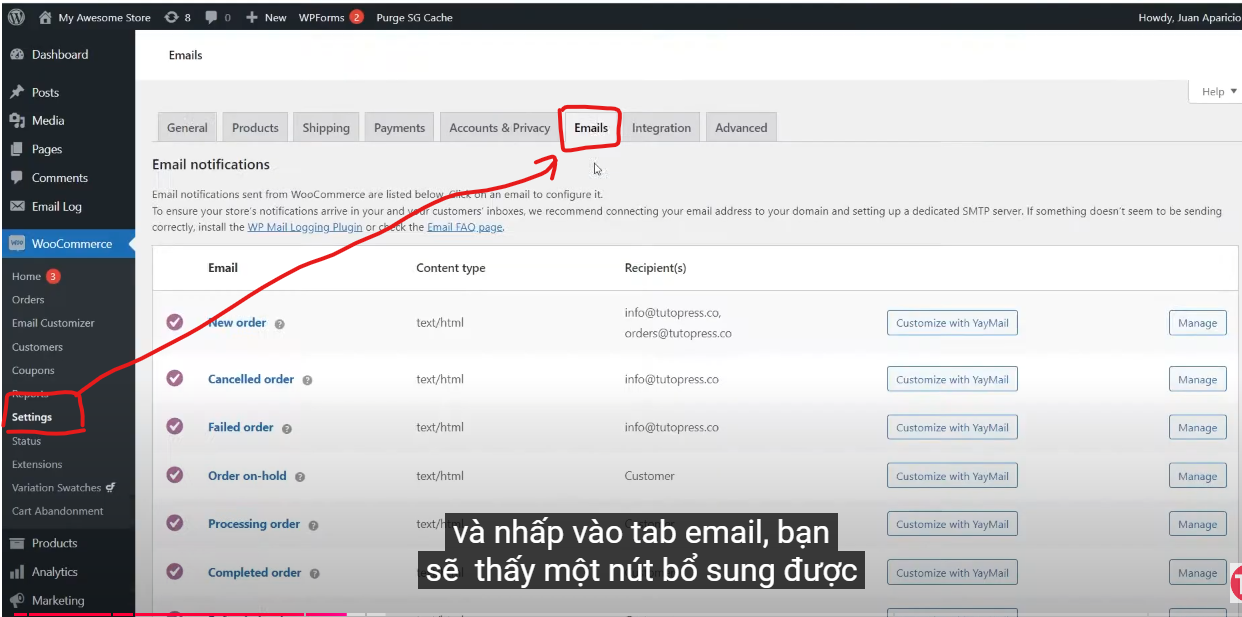 My Awesome Store 8 0 New WPForms 2 Purge SG Cache Howdy, Juan Aparicio
Dashboard
Posts
Media
Pages
Comments
Email Log
WooCommerce
Home 3
Orders
Email Customizer
Customers
Coupons
Reports
Settings
Status
Extensions
Variation Swatches
Cart Abandonment
Products
Analytics
Marketing
Emails
Help
General Products Shipping Payments Accounts & Privacy Emails Integration Advanced
Email notifications
Email notifications sent from WooCommerce are listed below. Click on an email to configure it.
To ensure your store's notifications arrive in your and your customers' inboxes, we recommend connecting your email address to your domain and setting up a dedicated SMTP server. If something doesn't seem to be sending
correctly, install the WP Mail Logging Plugin or check the Email FAQ page.
Email Content type Recipient(s)
New order text/html info@tutopress.co, orders@tutopress.co Customize with YayMail Manage
Cancelled order text/html info@tutopress.co Customize with YayMail Manage
Failed order text/html info@tutopress.co Customize with YayMail Manage
Order on-hold text/html Customer Customize with YayMail Manage
Processing order Customize with YayMail Manage
Completed order Customize with YayMail Manage
và nhấp vào tab email, bạn
sẽ thấy một nút bổ sung được